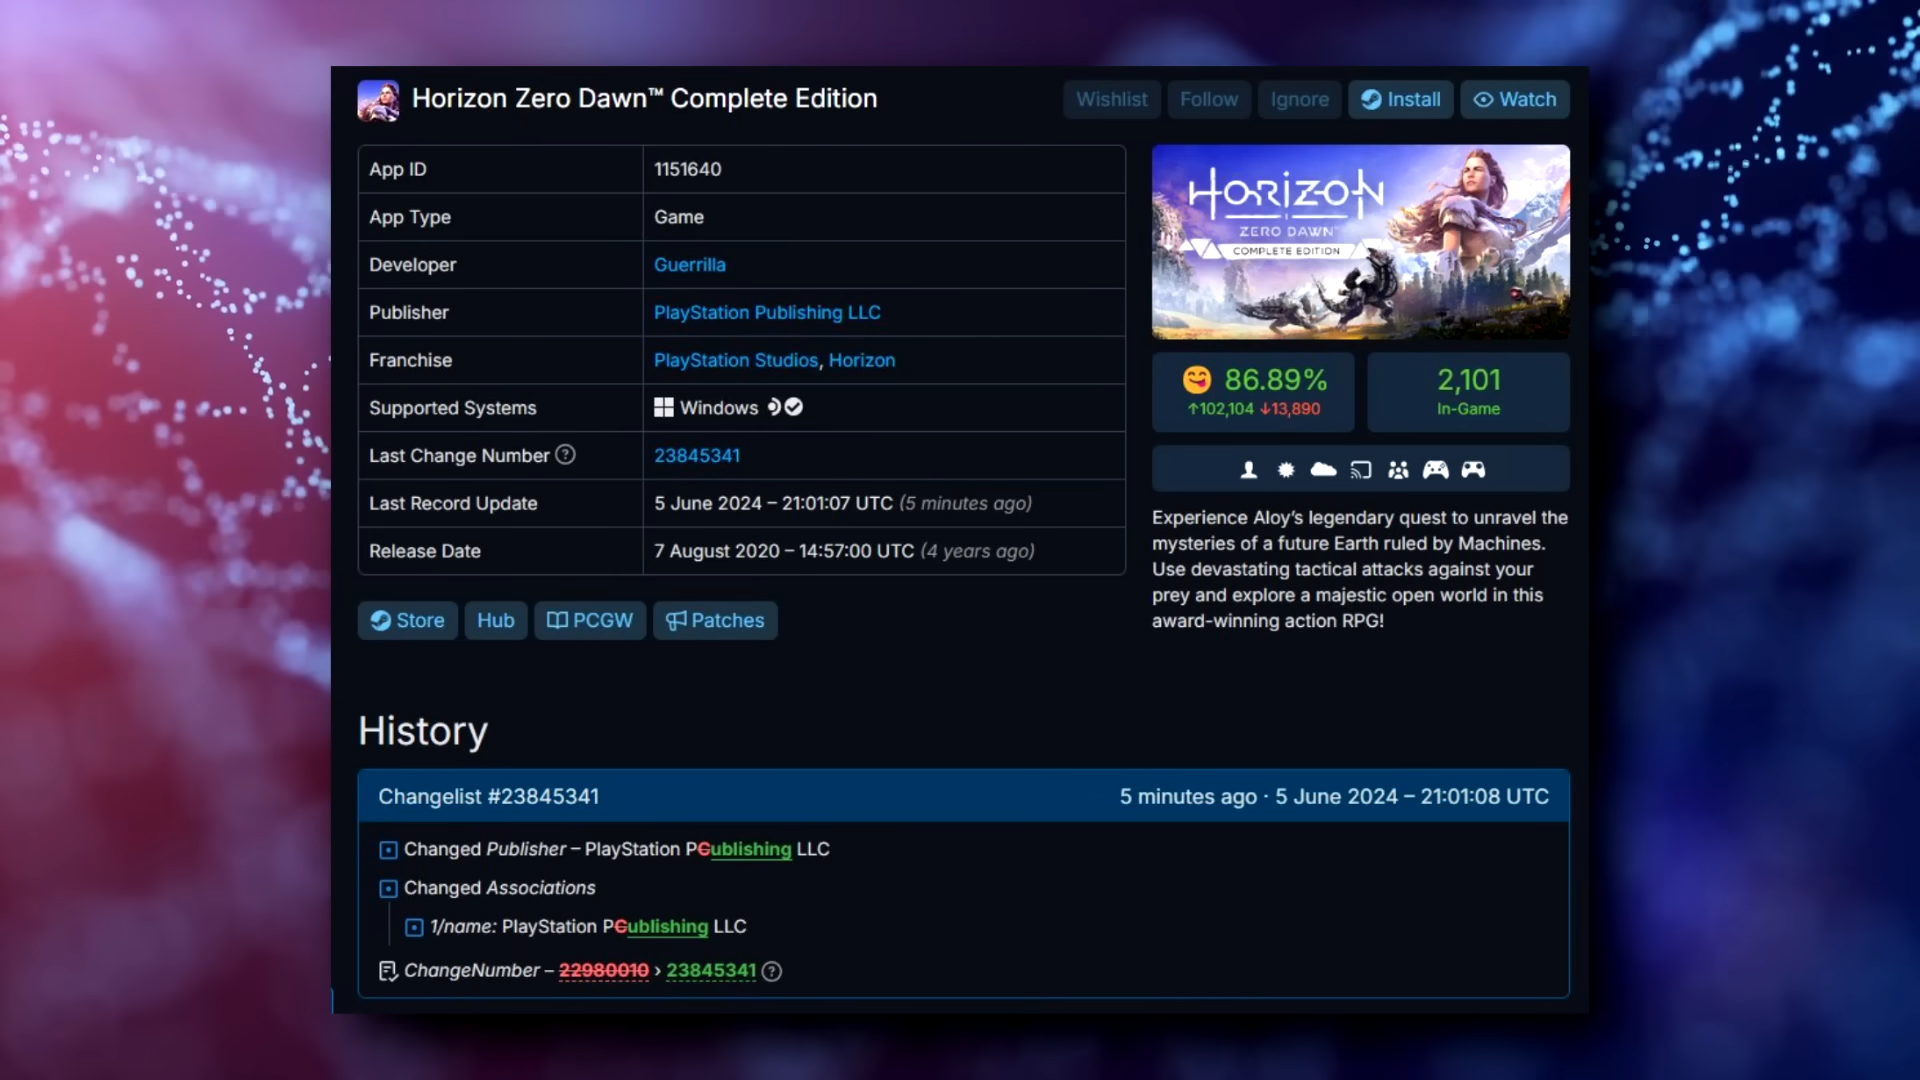 Horizon Zero Dawn™ Complete Edition
Wishlist
Follow
Ignore
Install
Watch
App ID 1151640
App Type Game
Developer Guerrilla
Publisher PlayStation Publishing LLC
Franchise PlayStation Studios, Horizon
Supported Systems Windows
Last Change Number 23845341
Last Record Update 5 June 2024 – 21:01:07 UTC (5 minutes ago)
Release Date 7 August 2020 – 14:57:00 UTC (4 years ago)
Store
Hub
PCGW
Patches
HORIZON
ZERO DAWN™
COMPLETE EDITION
86.89%
↑102,104 ↓13,890
2,101
In-Game
Experience Aloy's legendary quest to unravel the
mysteries of a future Earth ruled by Machines.
Use devastating tactical attacks against your
prey and explore a majestic open world in this
award-winning action RPG!
History
Changelist #23845341
5 minutes ago · 5 June 2024 – 21:01:08 UTC
Changed Publisher – PlayStation PCublishing LLC
Changed Associations
1/name: PlayStation PCublishing LLC
ChangeNumber – 22980010 › 23845341